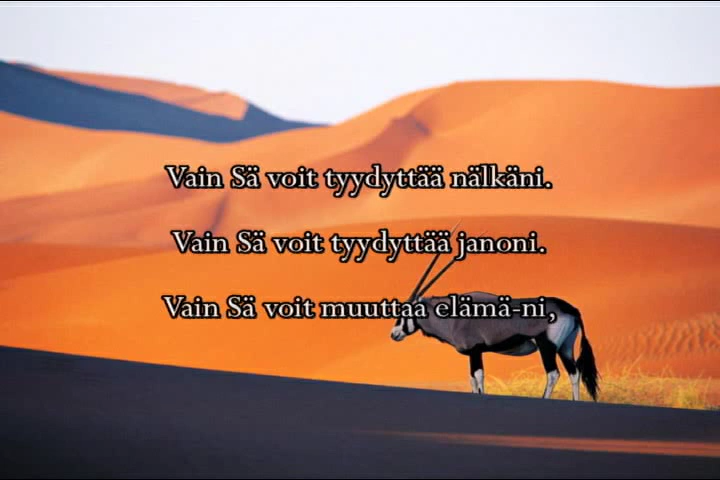 Vain Sä voit tyydyttää nälkäni.
Vain Sä voit tyydyttää janoni.
Vain Sä voit muuttaa elämä-ni,